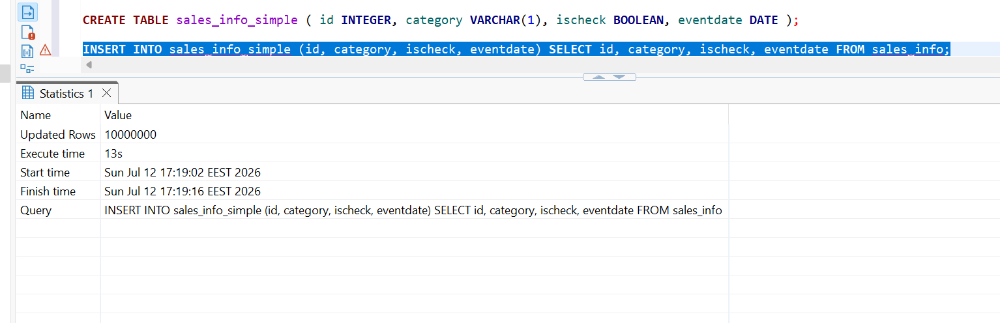 CREATE TABLE sales_info_simple ( id INTEGER, category VARCHAR(1), ischeck BOOLEAN, eventdate DATE );
INSERT INTO sales_info_simple (id, category, ischeck, eventdate) SELECT id, category, ischeck, eventdate FROM sales_info;
Statistics 1
Name Value
Updated Rows 10000000
Execute time 13s
Start time Sun Jul 12 17:19:02 EEST 2026
Finish time Sun Jul 12 17:19:16 EEST 2026
Query INSERT INTO sales_info_simple (id, category, ischeck, eventdate) SELECT id, category, ischeck, eventdate FROM sales_info